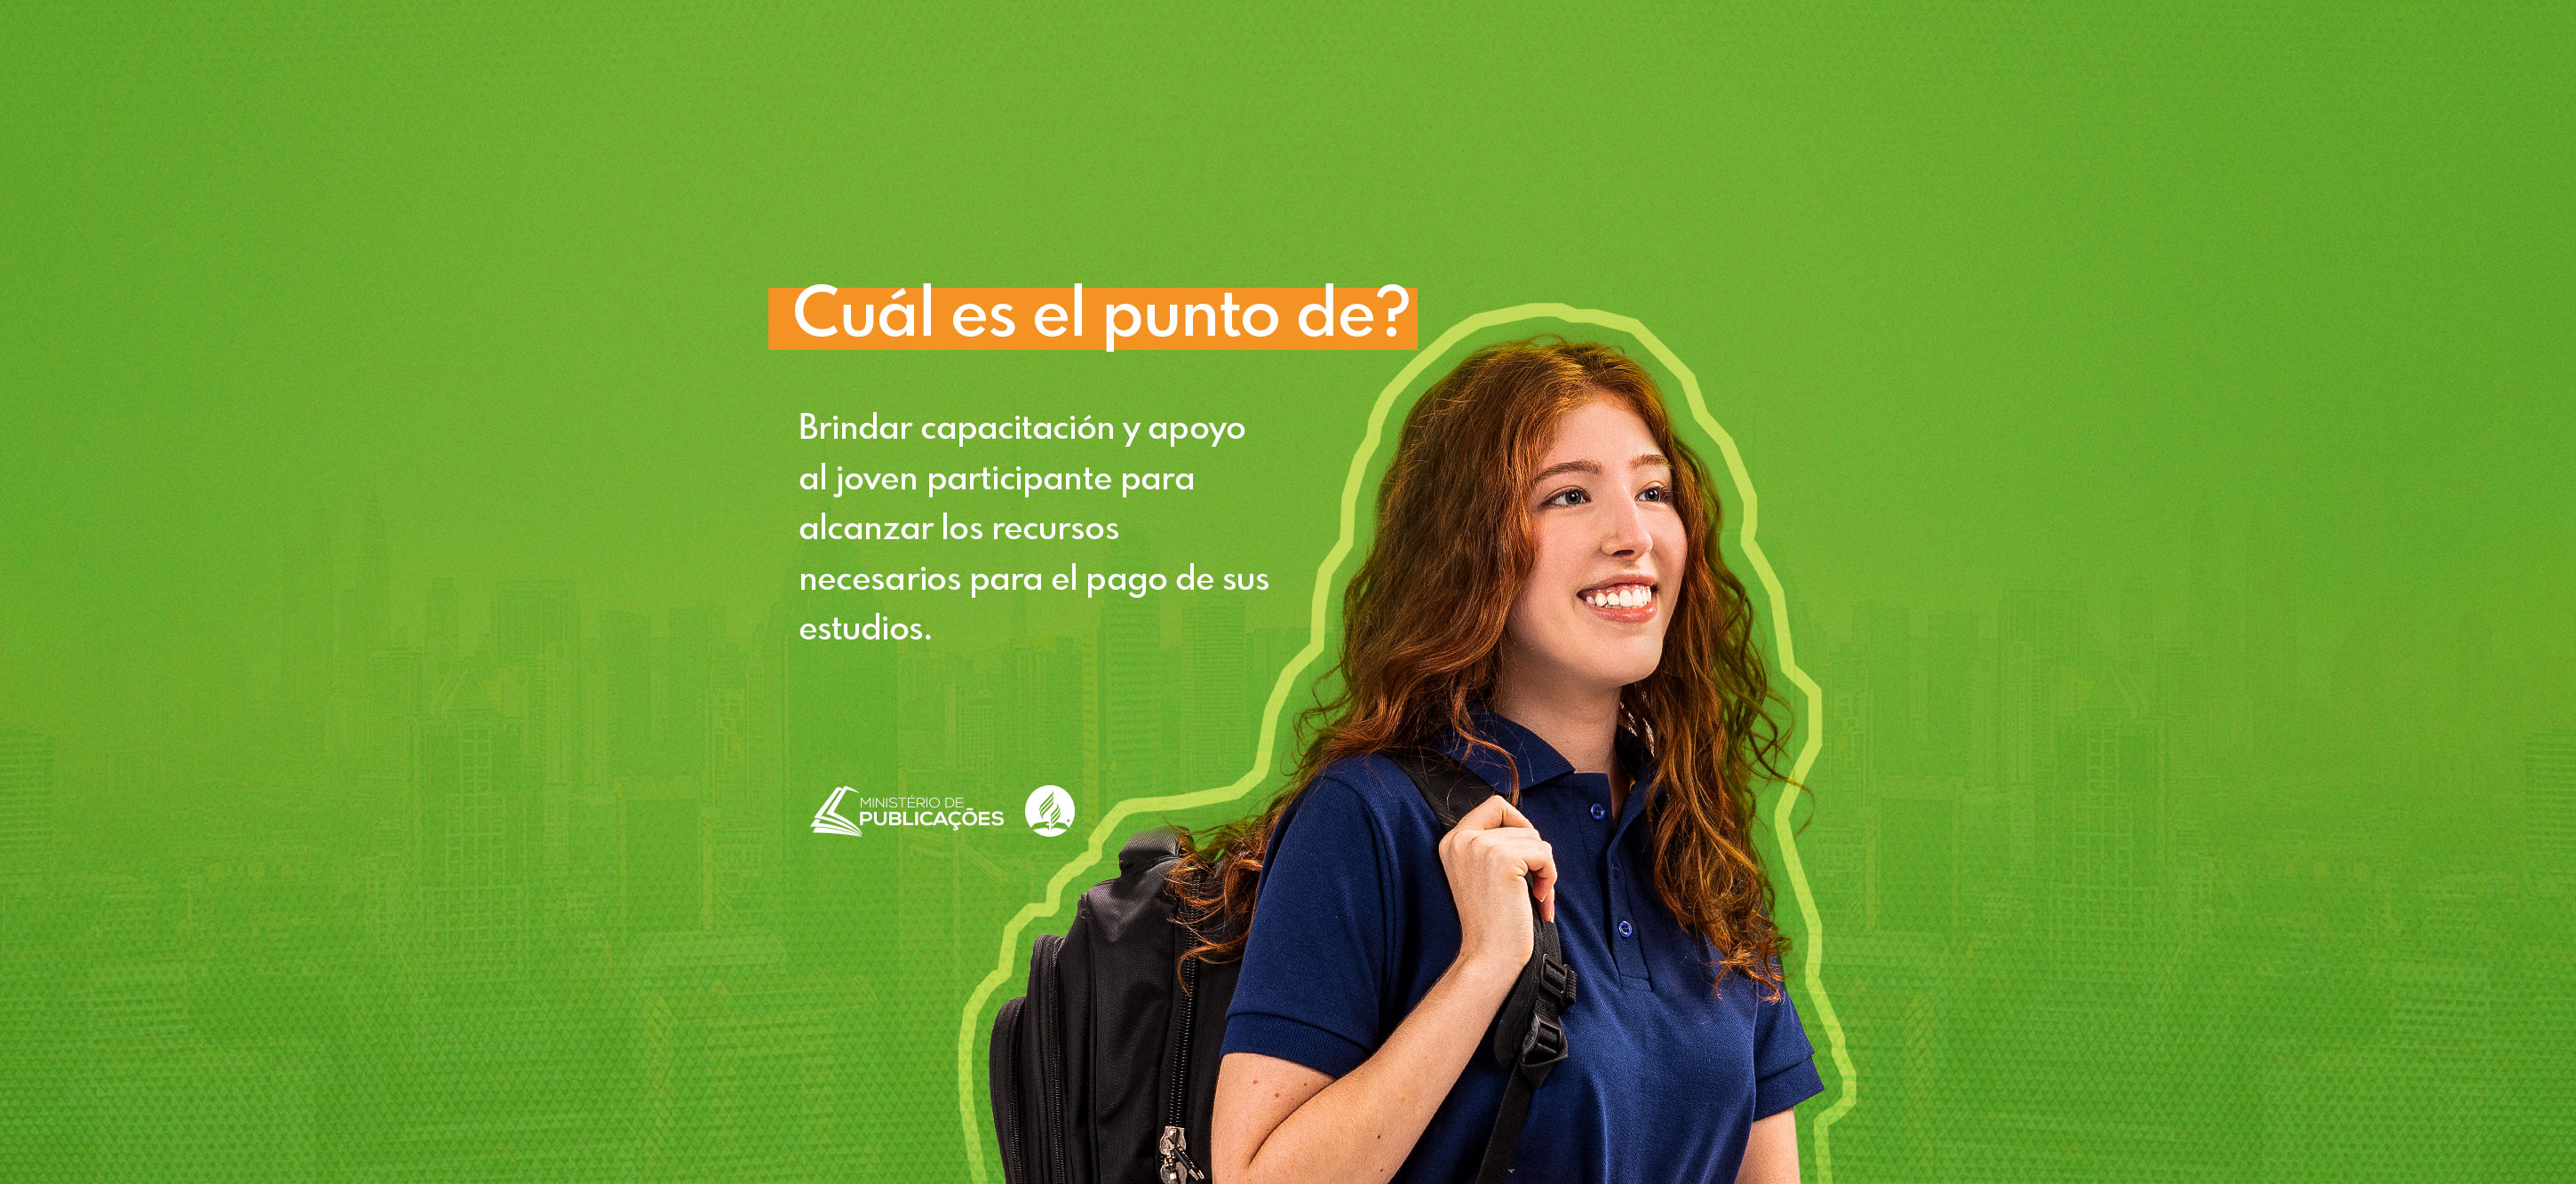 Cuál es el punto de?
Brindar capacitación y apoyo
al joven participante para
alcanzar los recursos
necesarios para el pago de sus
estudios.
MINISTÉRIO DE
PUBLICAÇÕES